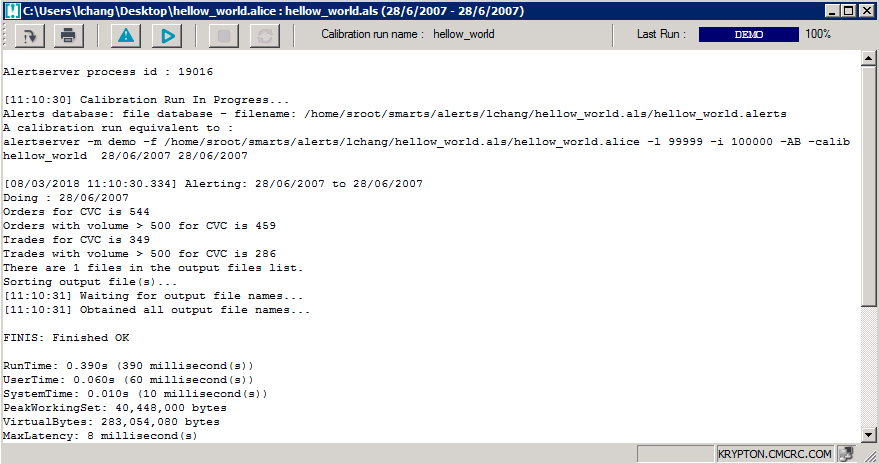 C:\Users\lchang\Desktop\hellow_world.alice : hellow_world.als (28/6/2007 - 28/6/2007)
Calibration run name : hellow_world Last Run : DEMO 100%
Alertserver process id : 19016
[11:10:30] Calibration Run In Progress...
Alerts database: file database - filename: /home/sroot/smarts/alerts/lchang/hellow_world.als/hellow_world.alerts
A calibration run equivalent to :
alertserver -m demo -f /home/sroot/smarts/alerts/lchang/hellow_world.als/hellow_world.alice -l 99999 -i 100000 -AB -calib
hellow_world  28/06/2007 28/06/2007
[08/03/2018 11:10:30.334] Alerting: 28/06/2007 to 28/06/2007
Doing : 28/06/2007
Orders for CVC is 544
Orders with volume > 500 for CVC is 459
Trades for CVC is 349
Trades with volume > 500 for CVC is 286
There are 1 files in the output files list.
Sorting output file(s)...
[11:10:31] Waiting for output file names...
[11:10:31] Obtained all output file names...
FINIS: Finished OK
RunTime: 0.390s (390 millisecond(s))
UserTime: 0.060s (60 millisecond(s))
SystemTime: 0.010s (10 millisecond(s))
PeakWorkingSet: 40,448,000 bytes
VirtualBytes: 283,054,080 bytes
MaxLatency: 8 millisecond(s)
KRYPTON.CMCRC.COM